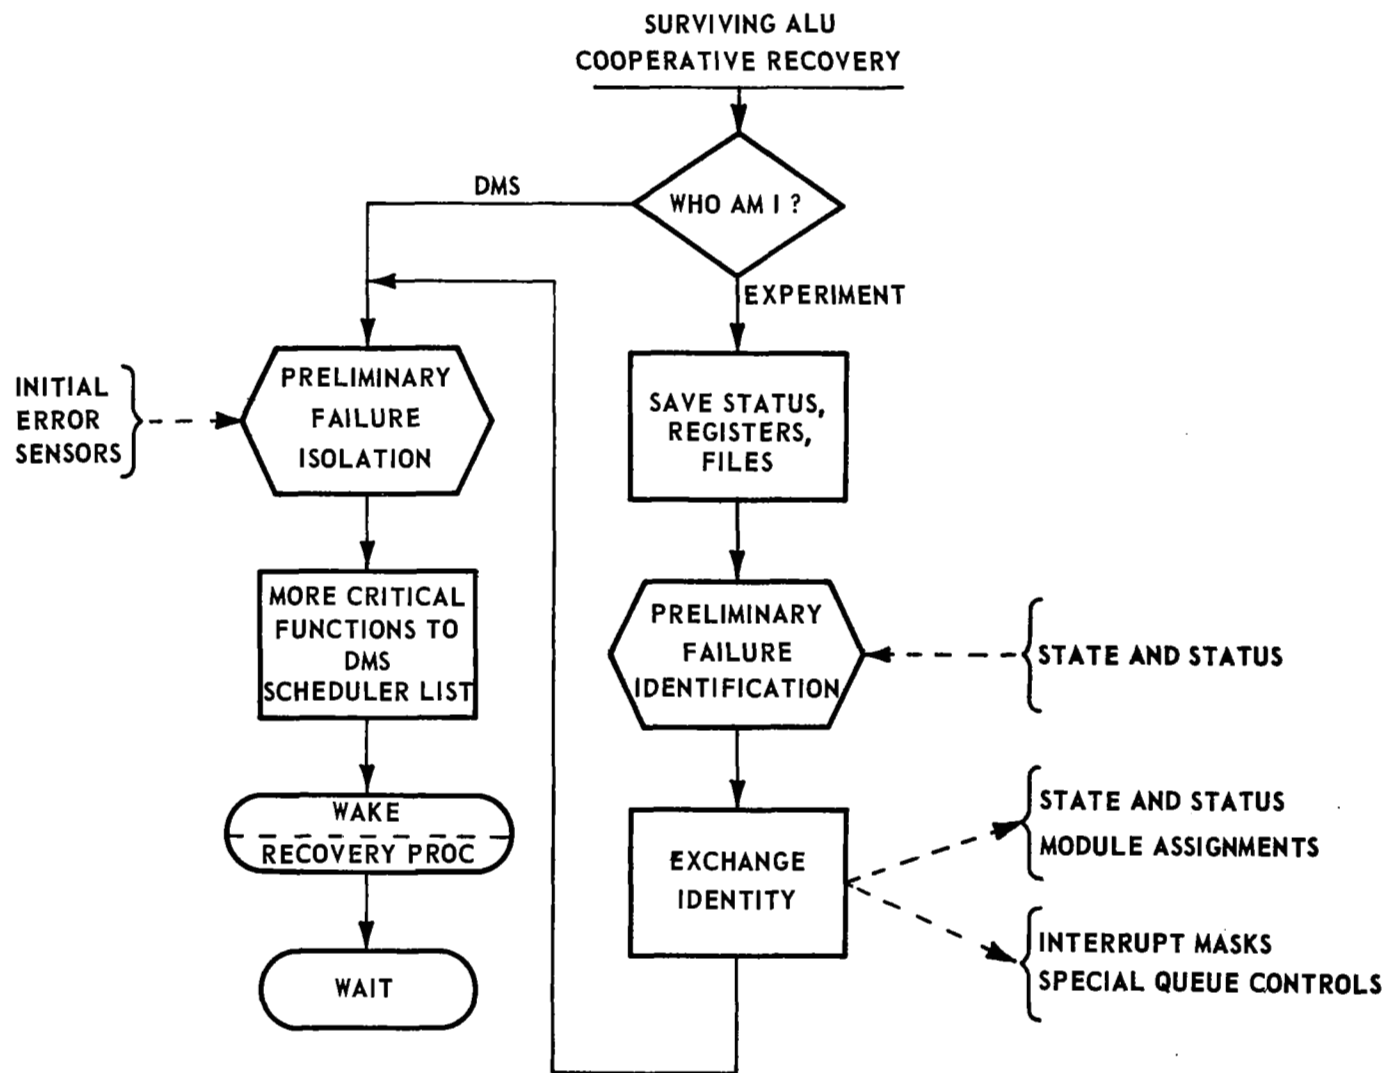 SURVIVING ALU
COOPERATIVE RECOVERY
WHO AM I ?
DMS
EXPERIMENT
INITIAL
ERROR
SENSORS
PRELIMINARY
FAILURE
ISOLATION
MORE CRITICAL
FUNCTIONS TO
DMS
SCHEDULER LIST
WAKE
RECOVERY PROC
WAIT
SAVE STATUS,
REGISTERS,
FILES
PRELIMINARY
FAILURE
IDENTIFICATION
STATE AND STATUS
EXCHANGE
IDENTITY
STATE AND STATUS
MODULE ASSIGNMENTS
INTERRUPT MASKS
SPECIAL QUEUE CONTROLS